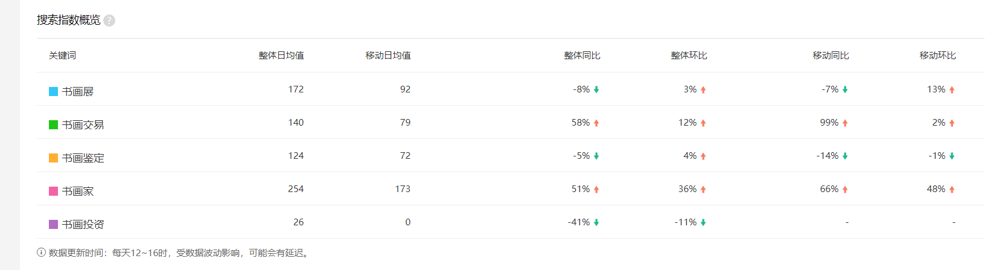 搜索指数概览 ?
关键词 整体日均值 移动日均值 整体同比 整体环比 移动同比 移动环比
书画展 172 92 -8% 3% -7% 13%
书画交易 140 79 58% 12% 99% 2%
书画鉴定 124 72 -5% 4% -14% -1%
书画家 254 173 51% 36% 66% 48%
书画投资 26 0 -41% -11% - -
数据更新时间：每天12~16时，受数据波动影响，可能会有延迟。